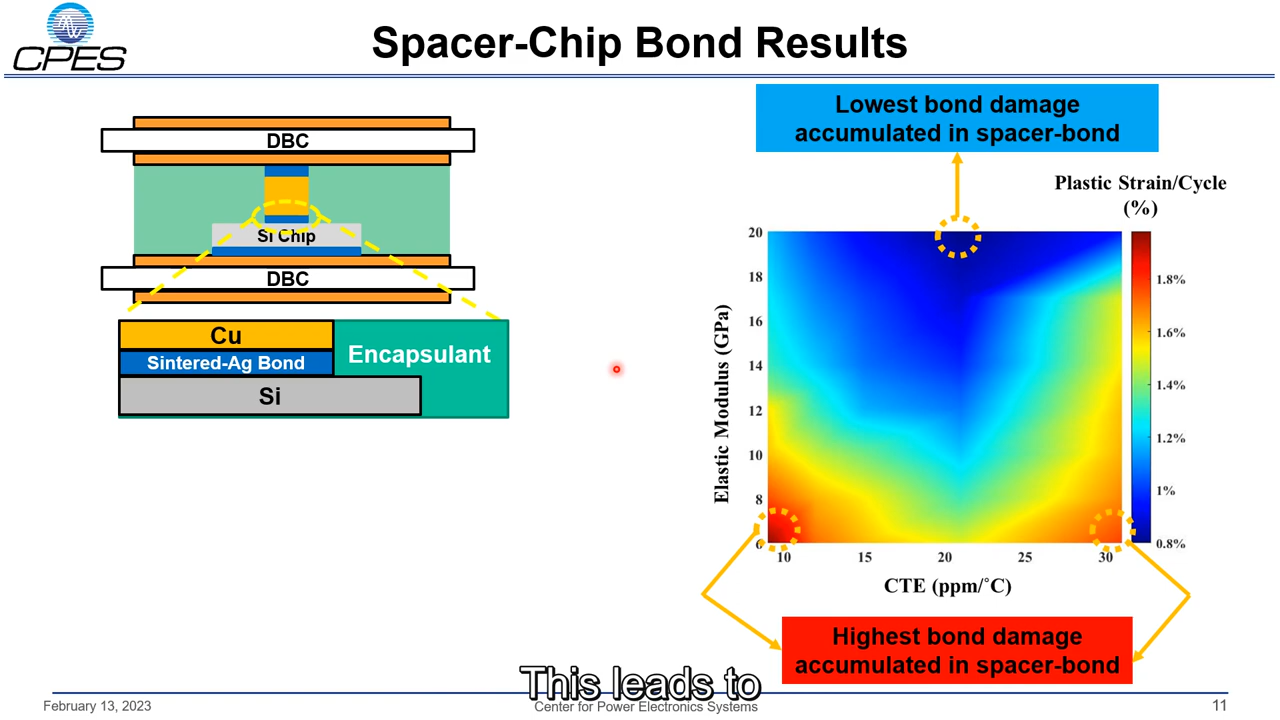 CPES
Spacer-Chip Bond Results
DBC
Si Chip
DBC
Cu
Sintered-Ag Bond
Encapsulant
Si
Lowest bond damage
accumulated in spacer-bond
Plastic Strain/Cycle
(%)
Elastic Modulus (GPa)
20
18
16
14
12
10
8
6
10
15
20
25
30
CTE (ppm/˚C)
1.8%
1.6%
1.4%
1.2%
1%
0.8%
Highest bond damage
accumulated in spacer-bond
This leads to
February 13, 2023
Center for Power Electronics Systems
11